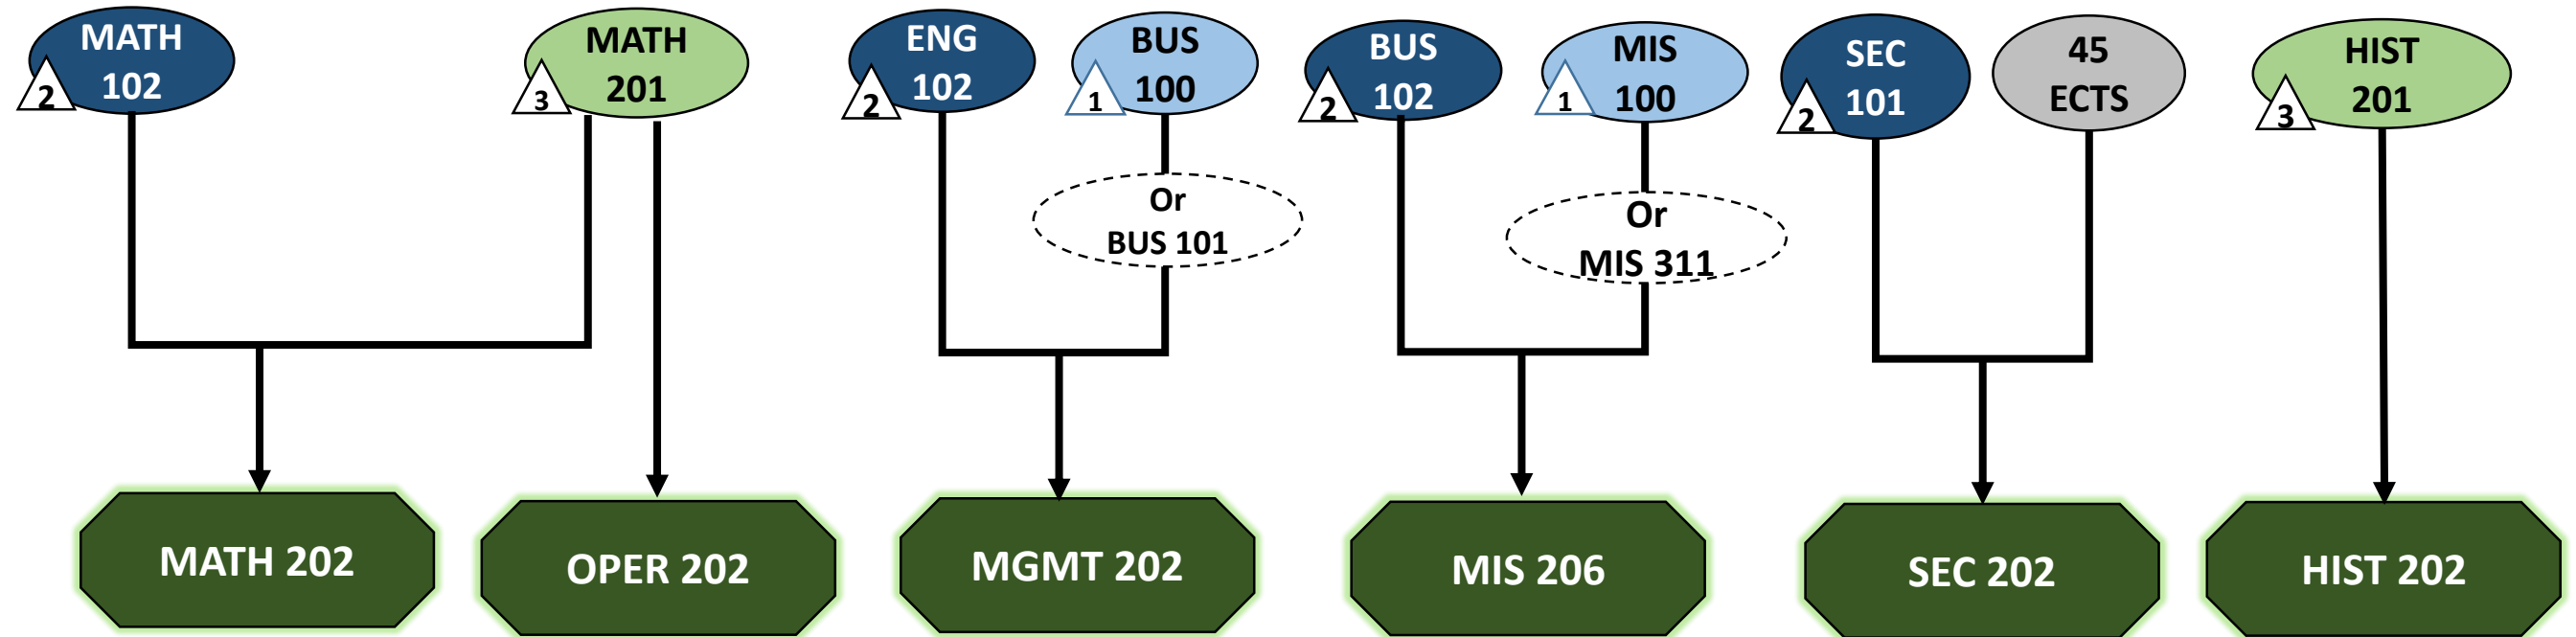 MATH
102
2
MATH
201
3
ENG
102
2
BUS
100
1
BUS
102
2
MIS
100
1
SEC
101
2
45
ECTS
HIST
201
3
Or
BUS 101
Or
MIS 311
MATH 202
OPER 202
MGMT 202
MIS 206
SEC 202
HIST 202